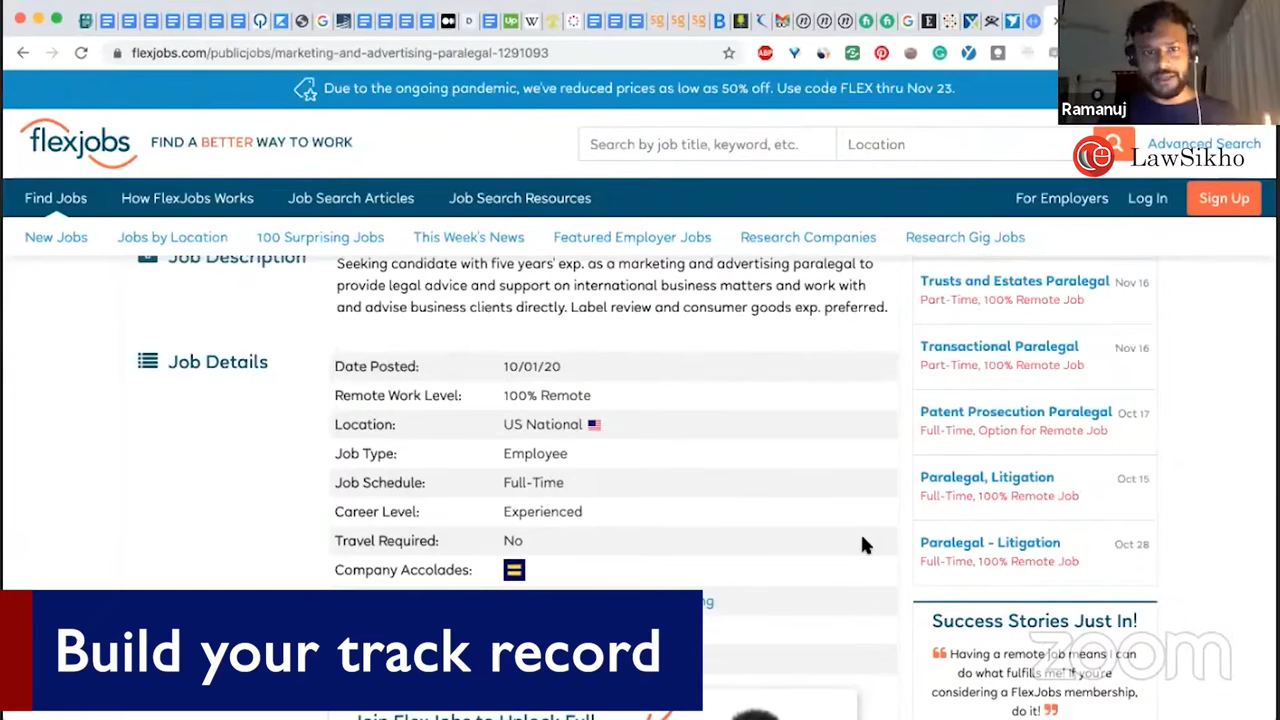 flexjobs.com/publicjobs/marketing-and-advertising-paralegal-1291093
Ramanuj
Due to the ongoing pandemic, we've reduced prices as low as 50% off. Use code FLEX thru Nov 23.
flexjobs
FIND A BETTER WAY TO WORK
Search by job title, keyword, etc.
Location
Advanced Search
LawSikho
Find Jobs
How FlexJobs Works
Job Search Articles
Job Search Resources
For Employers
Log In
Sign Up
New Jobs
Jobs by Location
100 Surprising Jobs
This Week's News
Featured Employer Jobs
Research Companies
Research Gig Jobs
Job Description
Seeking candidate with five years' exp. as a marketing and advertising paralegal to
provide legal advice and support on international business matters and work with
and advise business clients directly. Label review and consumer goods exp. preferred.
Job Details
Date Posted: 10/01/20
Remote Work Level: 100% Remote
Location: US National
Job Type: Employee
Job Schedule: Full-Time
Career Level: Experienced
Travel Required: No
Company Accolades:
Trusts and Estates Paralegal Nov 16
Part-Time, 100% Remote Job
Transactional Paralegal Nov 16
Part-Time, 100% Remote Job
Patent Prosecution Paralegal Oct 17
Full-Time, Option for Remote Job
Paralegal, Litigation Oct 15
Full-Time, 100% Remote Job
Paralegal - Litigation Oct 28
Full-Time, 100% Remote Job
Success Stories Just In!
Having a remote job means I can
do what fulfills me! If you're
considering a FlexJobs membership,
do it!
zoom
Build your track record
Join FlexJobs to Unlock Full